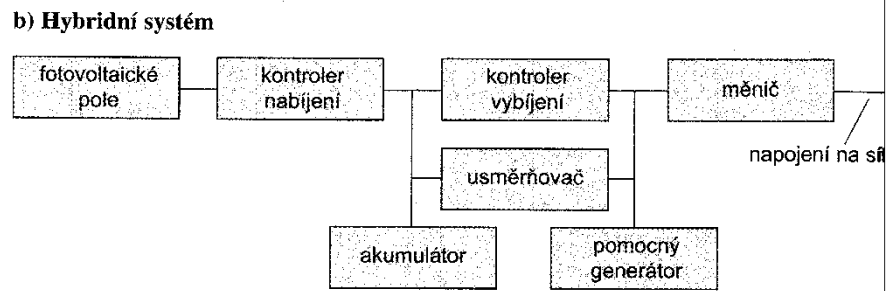 b) Hybridní systém
fotovoltaické
pole
kontroler
nabíjení
kontroler
vybíjení
měnič
napojení na
usměrňovač
akumulátor
pomocný
generátor